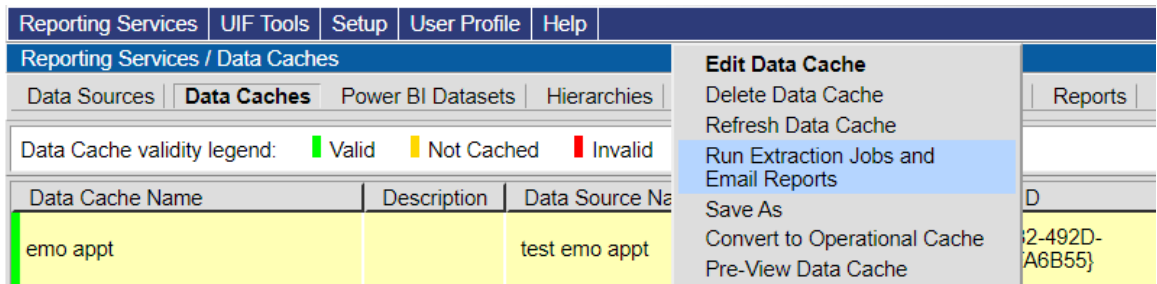 Reporting Services UIF Tools Setup User Profile Help
Reporting Services / Data Caches
Data Sources Data Caches Power BI Datasets Hierarchies Reports
Data Cache validity legend: Valid Not Cached Invalid
Data Cache Name Description Data Source Na D
emo appt test emo appt 2-492D-
A6B55}
Edit Data Cache
Delete Data Cache
Refresh Data Cache
Run Extraction Jobs and
Email Reports
Save As
Convert to Operational Cache
Pre-View Data Cache